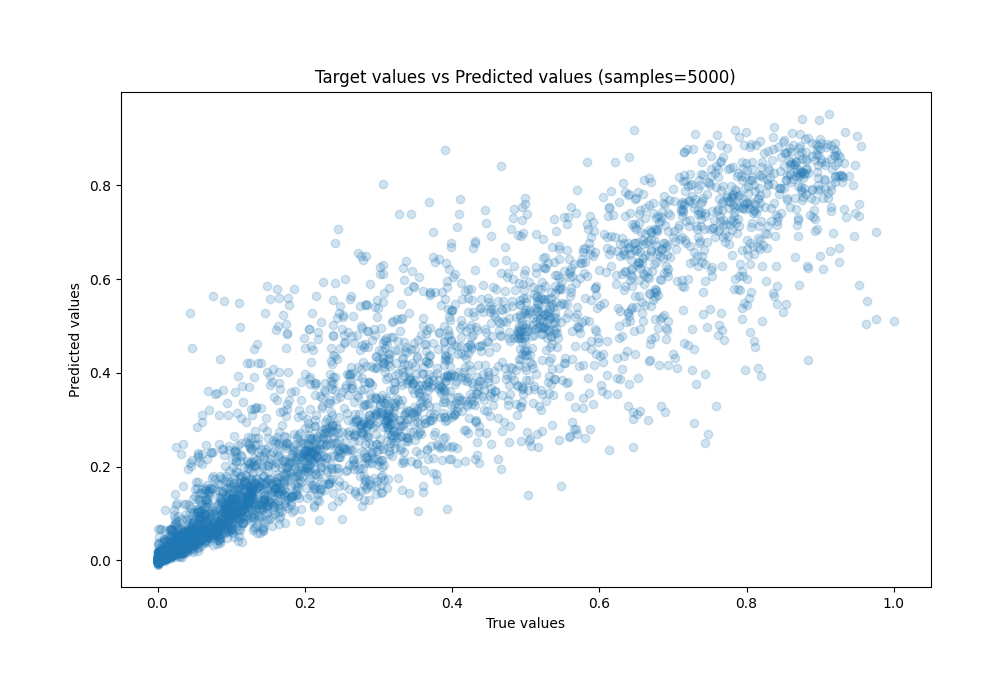 Target values vs Predicted values (samples=5000)
Predicted values
0.8
0.6
0.4
0.2
0.0
0.0 0.2 0.4 0.6 0.8 1.0
True values